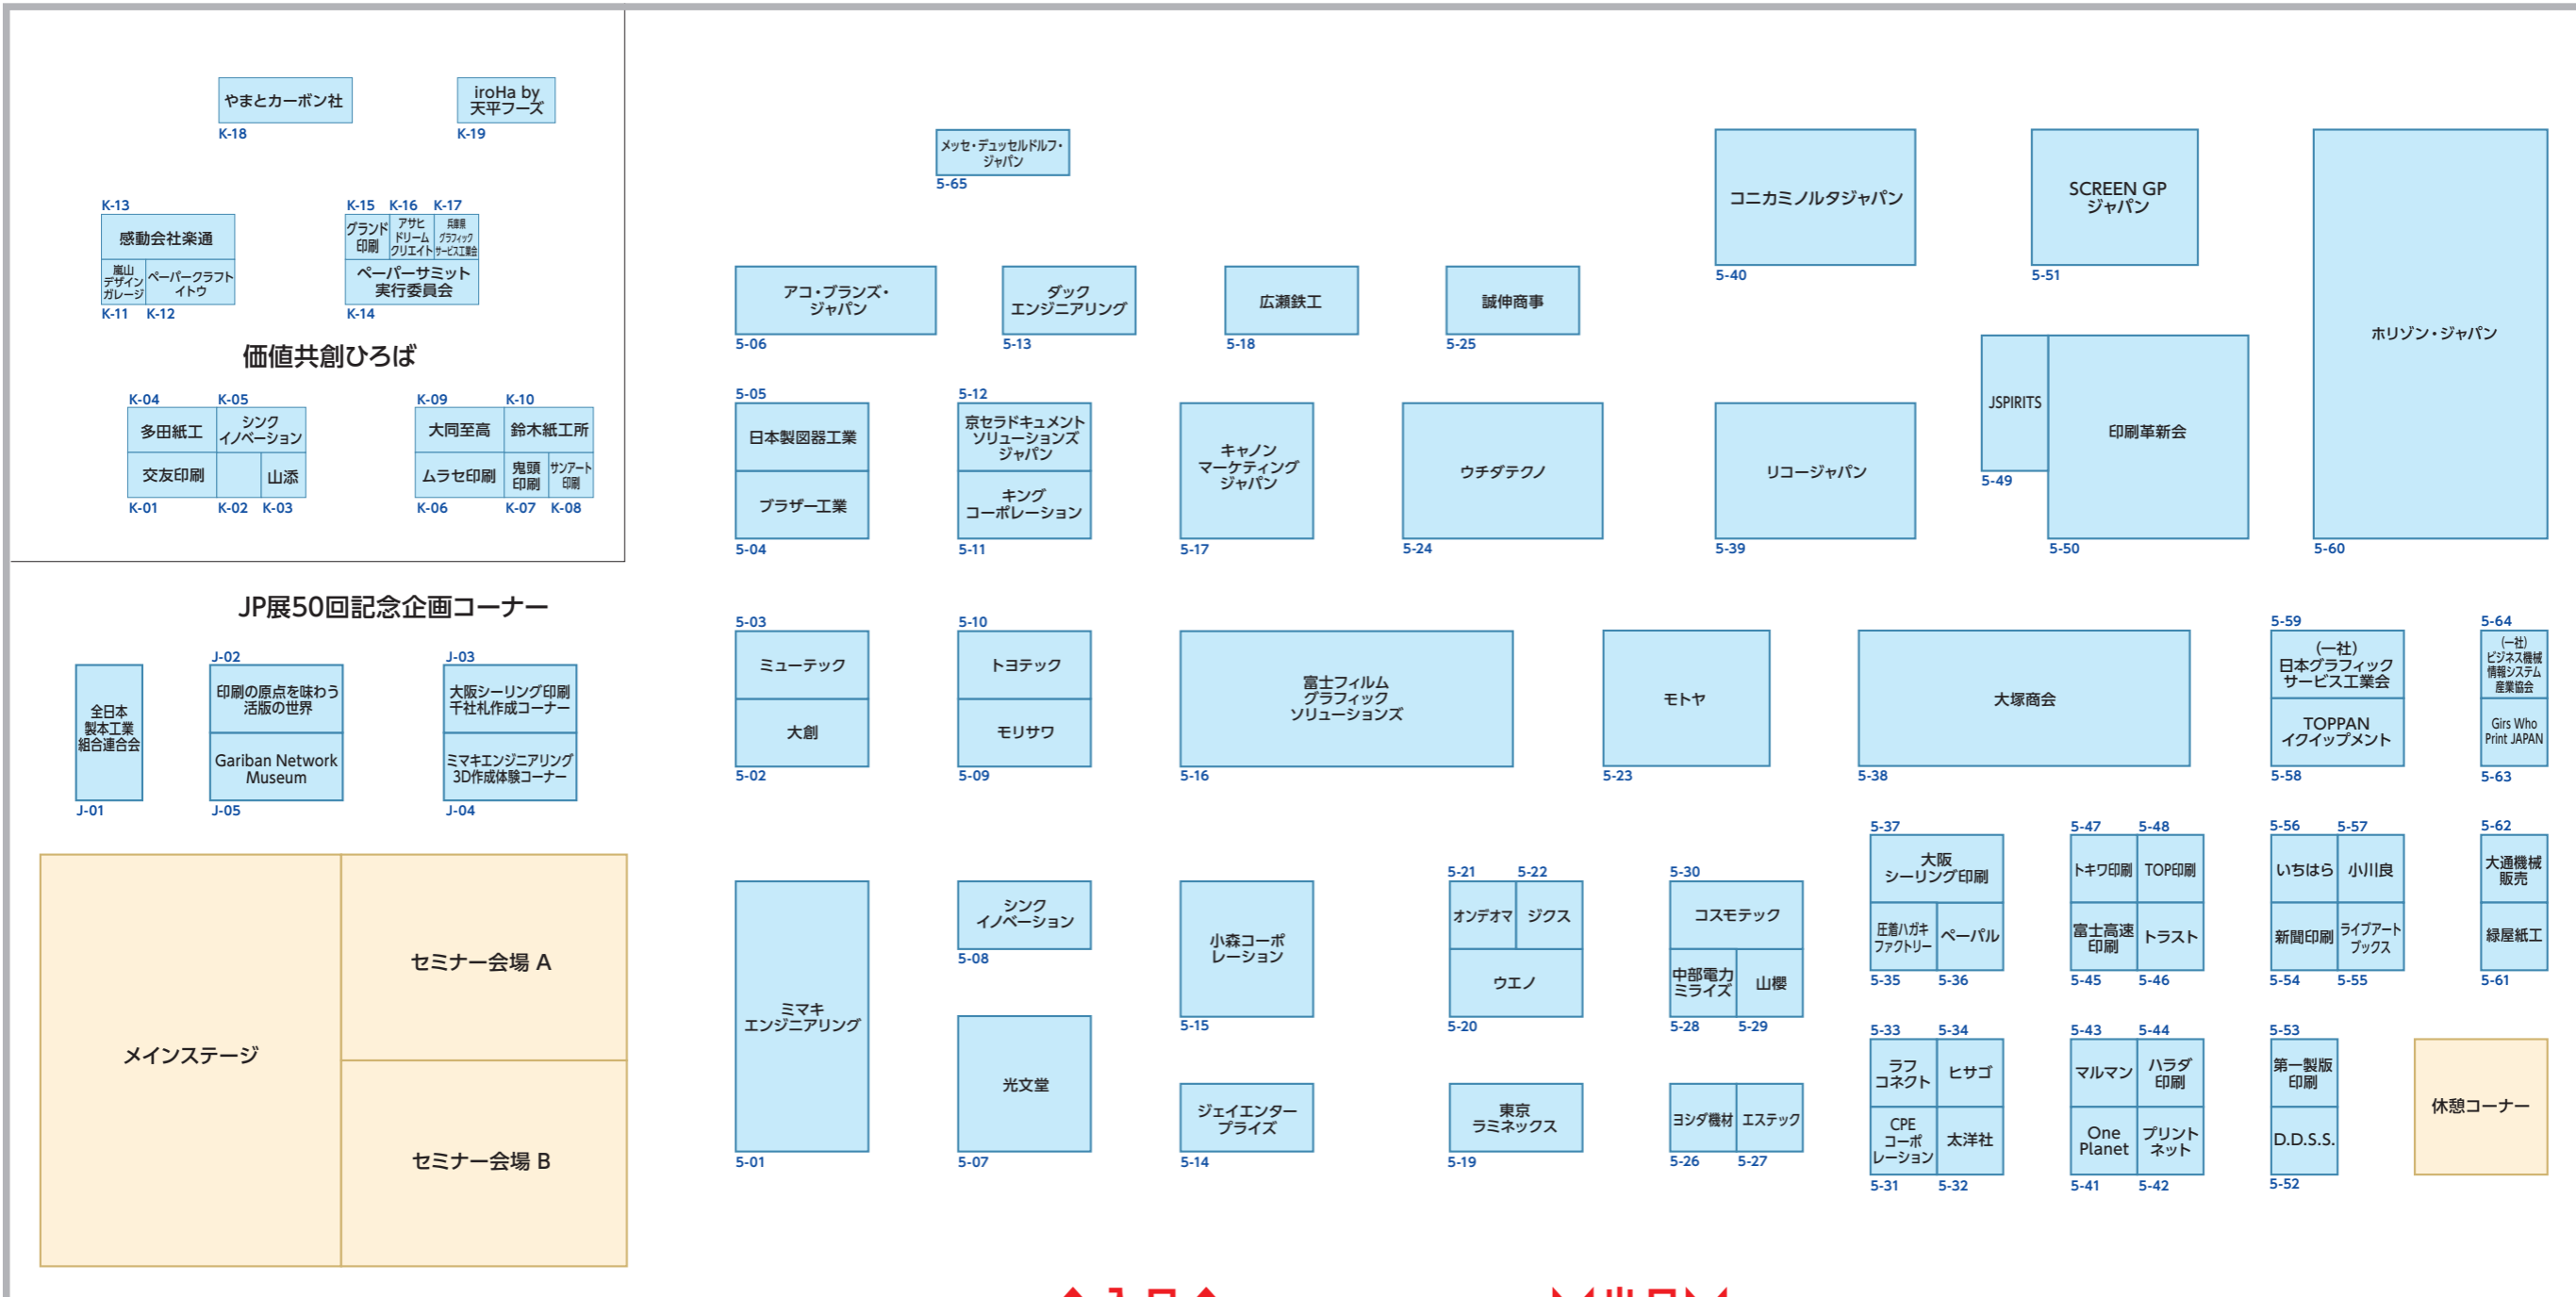 やまとカーボン社
K-18
iroHa by
天平フーズ
K-19
K-13
感動会社楽通
嵐山
デザイン
ガレージ
ペーパークラフト
イトウ
K-11
K-12
K-15
K-16
K-17
グランド
印刷
アサヒ
ドリーム
クリエイト
兵庫県
グラフィック
サービス工業会
ペーパーサミット
実行委員会
K-14
価値共創ひろば
K-04
K-05
多田紙工
シンク
イノベーション
交友印刷
山添
K-01
K-02
K-03
K-09
K-10
大同至高
鈴木紙工所
ムラセ印刷
鬼頭
印刷
サンアート
印刷
K-06
K-07
K-08
JP展50回記念企画コーナー
全日本
製本工業
組合連合会
J-01
J-02
印刷の原点を味わう
活版の世界
Gariban Network
Museum
J-05
J-03
大阪シーリング印刷
千社札作成コーナー
ミマキエンジニアリング
3D作成体験コーナー
J-04
メインステージ
セミナー会場 A
セミナー会場 B
メッセ・デュッセルドルフ・
ジャパン
5-65
アコ・ブランズ・
ジャパン
5-06
ダック
エンジニアリング
5-13
広瀬鉄工
5-18
誠伸商事
5-25
コニカミノルタジャパン
5-40
SCREEN GP
ジャパン
5-51
ホリゾン・ジャパン
5-60
5-05
日本製図器工業
ブラザー工業
5-04
5-12
京セラドキュメント
ソリューションズ
ジャパン
キング
コーポレーション
5-11
キャノン
マーケティング
ジャパン
5-17
ウチダテクノ
5-24
リコージャパン
5-39
JSPIRITS
5-49
印刷革新会
5-50
5-03
ミューテック
大創
5-02
5-10
トヨテック
モリサワ
5-09
富士フィルム
グラフィック
ソリューションズ
5-16
モトヤ
5-23
大塚商会
5-38
5-59
(一社)
日本グラフィック
サービス工業会
TOPPAN
イクイップメント
5-58
5-64
(一社)
ビジネス機械
情報システム
産業協会
Girs Who
Print JAPAN
5-63
ミマキ
エンジニアリング
5-01
シンク
イノベーション
5-08
光文堂
5-07
小森コーポ
レーション
5-15
ジェイエンター
プライズ
5-14
5-21
5-22
オンデオマ
ジクス
ウエノ
5-20
東京
ラミネックス
5-19
5-30
コスモテック
中部電力
ミライズ
山櫻
5-28
5-29
ヨシダ機材
エステック
5-26
5-27
5-37
大阪
シーリング印刷
圧着ハガキ
ファクトリー
ペーパル
5-35
5-36
5-33
5-34
ラフ
コネクト
ヒサゴ
CPE
コーポ
レーション
太洋社
5-31
5-32
5-47
5-48
トキワ印刷
TOP印刷
富士高速
印刷
トラスト
5-45
5-46
5-43
5-44
マルマン
ハラダ
印刷
One
Planet
プリント
ネット
5-41
5-42
5-56
5-57
いちはら
小川良
新聞印刷
ライブアート
ブックス
5-54
5-55
5-53
第一製版
印刷
D.D.S.S.
5-52
5-62
大通機械
販売
緑屋紙工
5-61
休憩コーナー